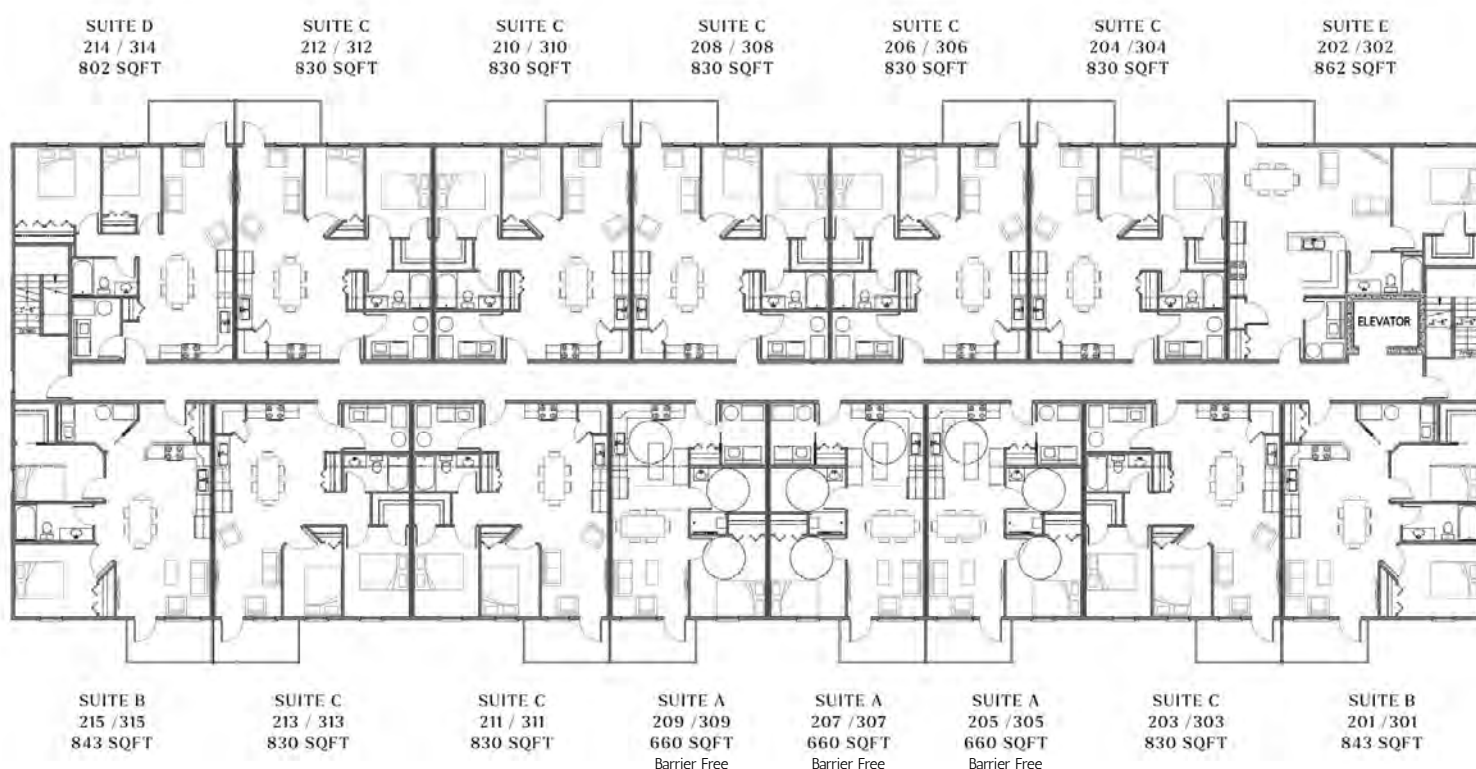 SUITE D
214 / 314
802 SQFT
SUITE C
212 / 312
830 SQFT
SUITE C
210 / 310
830 SQFT
SUITE C
208 / 308
830 SQFT
SUITE C
206 / 306
830 SQFT
SUITE C
204 /304
830 SQFT
SUITE E
202 /302
862 SQFT
ELEVATOR
SUITE B
215 /315
843 SQFT
SUITE C
213 / 313
830 SQFT
SUITE C
211 / 311
830 SQFT
SUITE A
209 /309
660 SQFT
Barrier Free
SUITE A
207 /307
660 SQFT
Barrier Free
SUITE A
205 /305
660 SQFT
Barrier Free
SUITE C
203 /303
830 SQFT
SUITE B
201 /301
843 SQFT